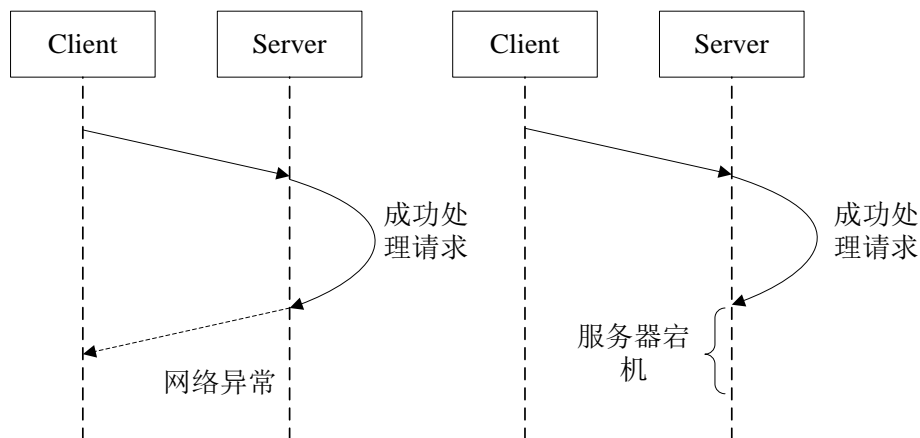 Client
Server
Client
Server
成功处
理请求
成功处
理请求
网络异常
服务器宕
机